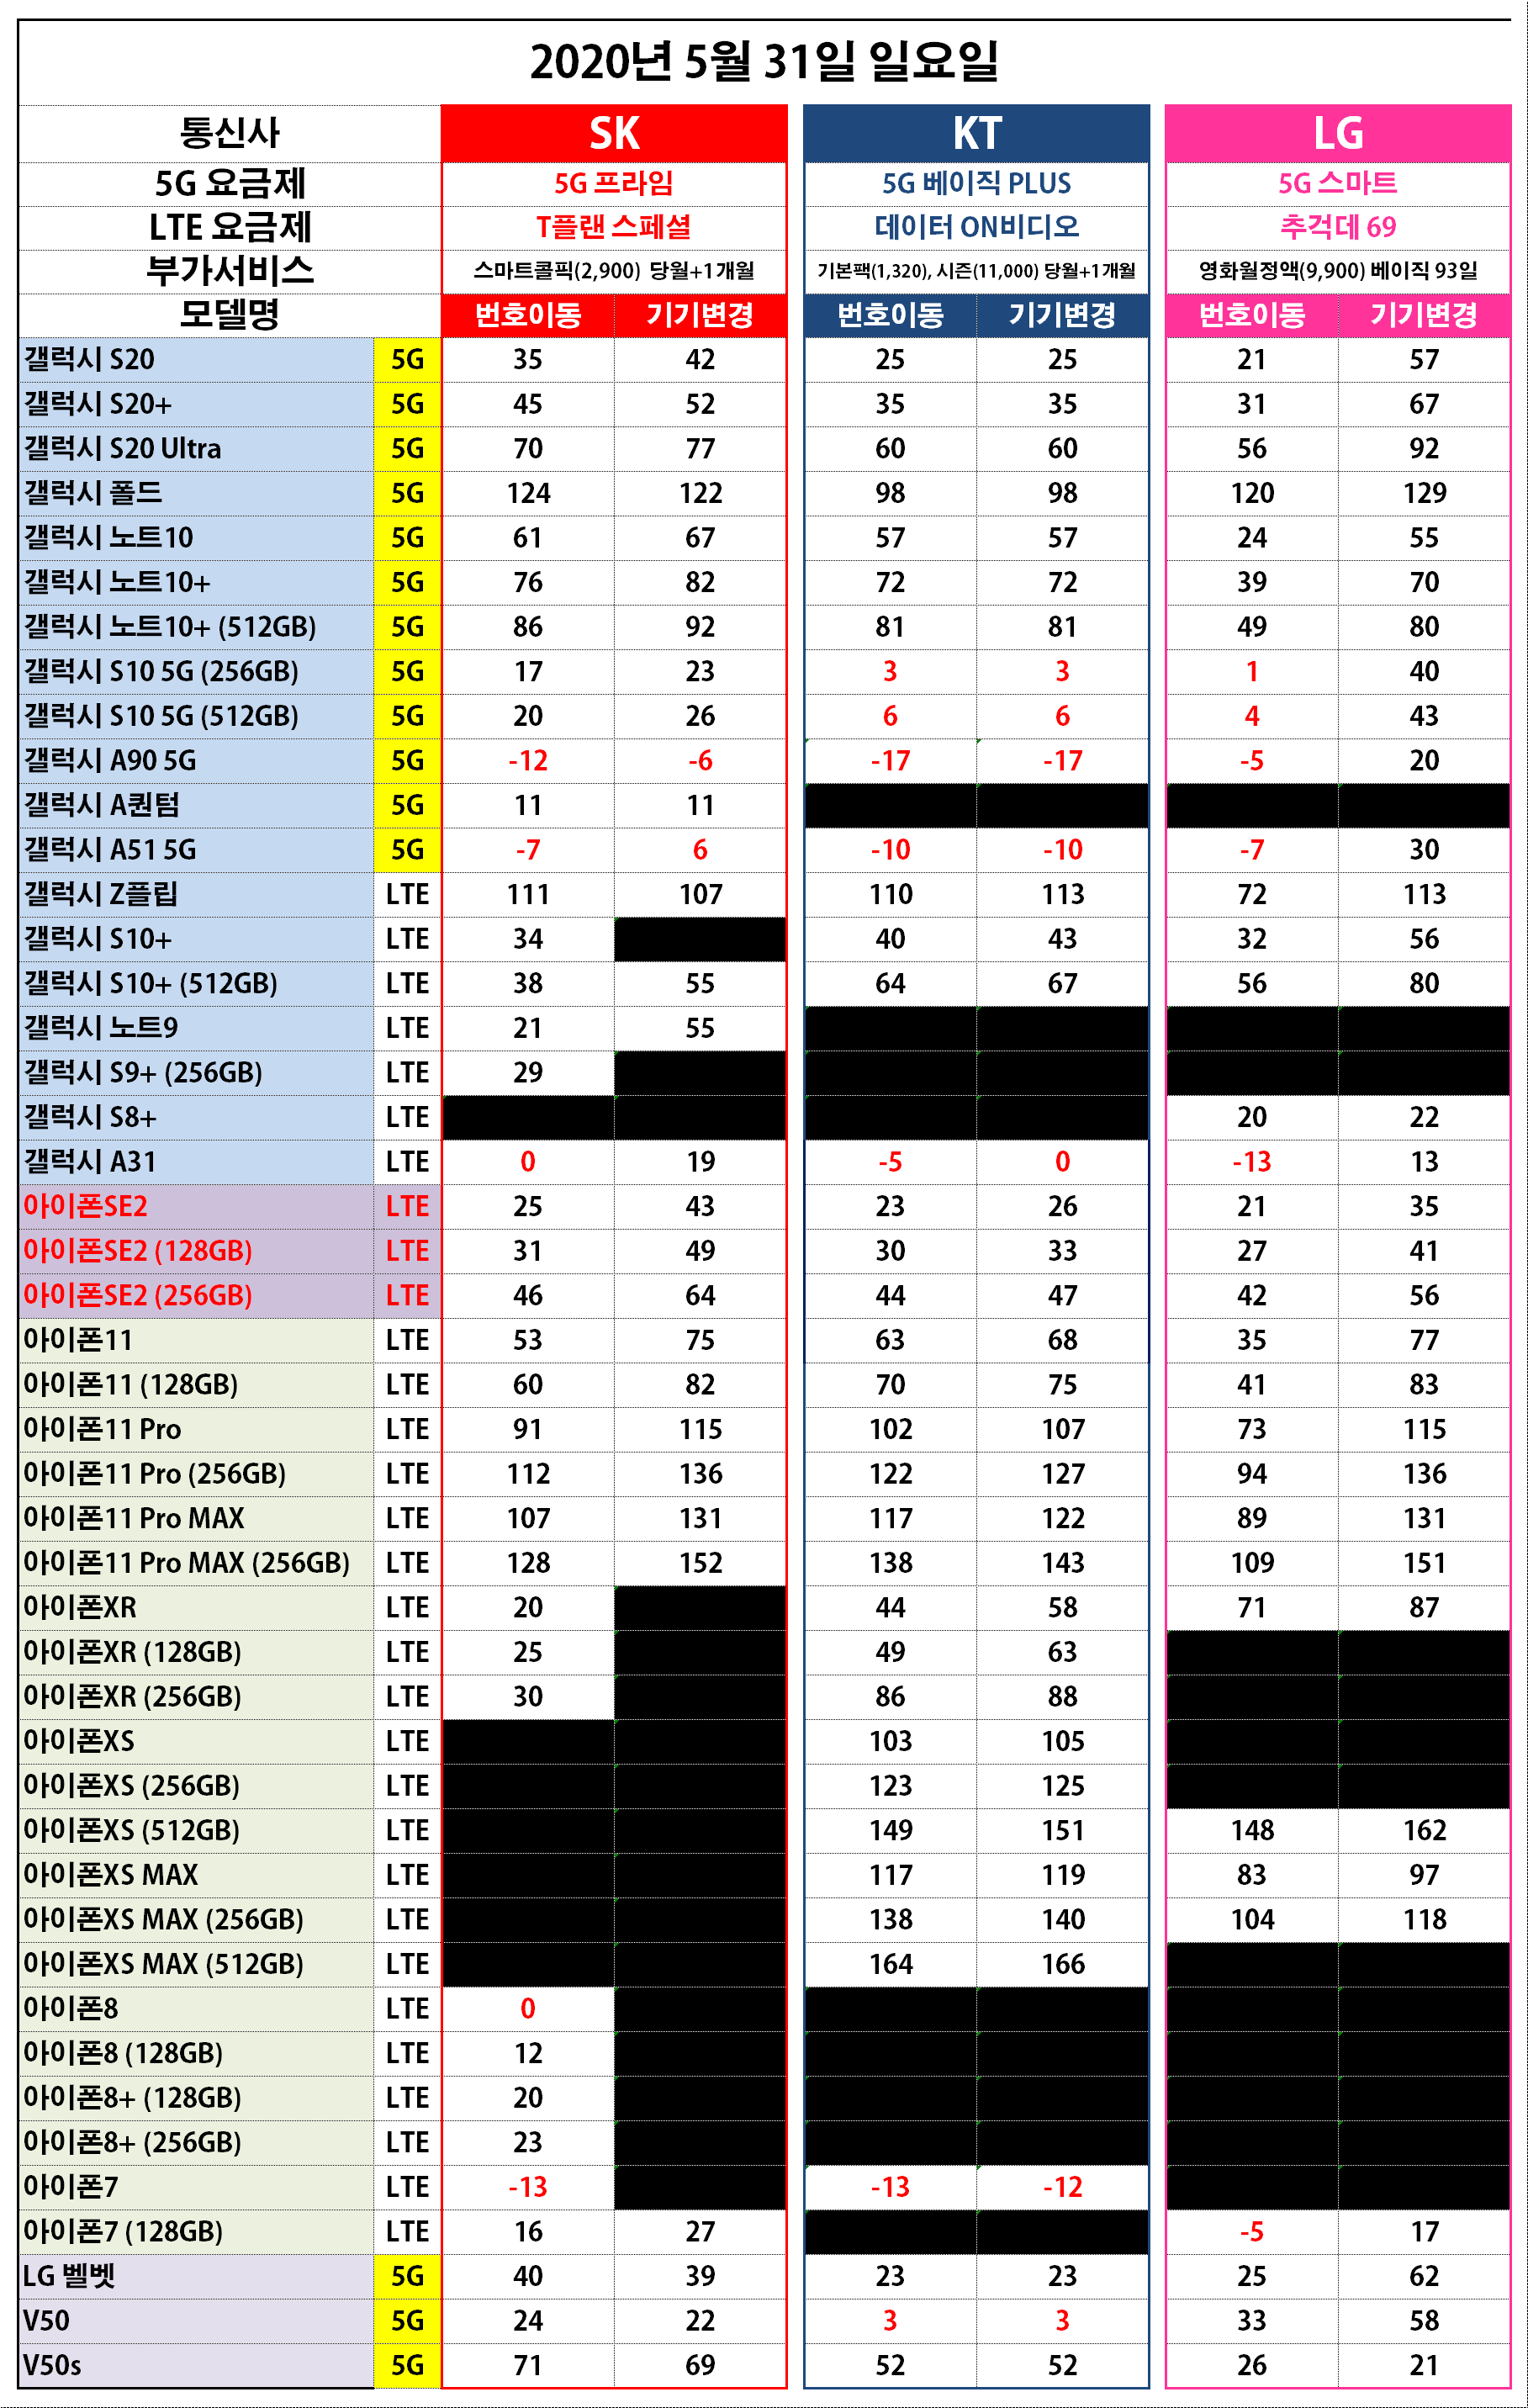 2020년 5월 31일 일요일
통신사 SK KT LG
5G 요금제 5G 프라임 5G 베이직 PLUS 5G 스마트
LTE 요금제 T플랜 스페셜 데이터 ON비디오 추걱데 69
부가서비스 스마트콜픽(2,900) 당월+1개월 기본팩(1,320), 시즌(11,000) 당월+1개월 영화월정액(9,900) 베이직 93일
모델명 번호이동 기기변경 번호이동 기기변경 번호이동 기기변경
갤럭시 S20 5G 35 42 25 25 21 57
갤럭시 S20+ 5G 45 52 35 35 31 67
갤럭시 S20 Ultra 5G 70 77 60 60 56 92
갤럭시 폴드 5G 124 122 98 98 120 129
갤럭시 노트10 5G 61 67 57 57 24 55
갤럭시 노트10+ 5G 76 82 72 72 39 70
갤럭시 노트10+ (512GB) 5G 86 92 81 81 49 80
갤럭시 S10 5G (256GB) 5G 17 23 3 3 1 40
갤럭시 S10 5G (512GB) 5G 20 26 6 6 4 43
갤럭시 A90 5G 5G -12 -6 -17 -17 -5 20
갤럭시 A퀀텀 5G 11 11
갤럭시 A51 5G 5G -7 6 -10 -10 -7 30
갤럭시 Z플립 LTE 111 107 110 113 72 113
갤럭시 S10+ LTE 34 40 43 32 56
갤럭시 S10+ (512GB) LTE 38 55 64 67 56 80
갤럭시 노트9 LTE 21 55
갤럭시 S9+ (256GB) LTE 29
갤럭시 S8+ LTE 20 22
갤럭시 A31 LTE 0 19 -5 0 -13 13
아이폰SE2 LTE 25 43 23 26 21 35
아이폰SE2 (128GB) LTE 31 49 30 33 27 41
아이폰SE2 (256GB) LTE 46 64 44 47 42 56
아이폰11 LTE 53 75 63 68 35 77
아이폰11 (128GB) LTE 60 82 70 75 41 83
아이폰11 Pro LTE 91 115 102 107 73 115
아이폰11 Pro (256GB) LTE 112 136 122 127 94 136
아이폰11 Pro MAX LTE 107 131 117 122 89 131
아이폰11 Pro MAX (256GB) LTE 128 152 138 143 109 151
아이폰XR LTE 20 44 58 71 87
아이폰XR (128GB) LTE 25 49 63
아이폰XR (256GB) LTE 30 86 88
아이폰XS LTE 103 105
아이폰XS (256GB) LTE 123 125
아이폰XS (512GB) LTE 149 151 148 162
아이폰XS MAX LTE 117 119 83 97
아이폰XS MAX (256GB) LTE 138 140 104 118
아이폰XS MAX (512GB) LTE 164 166
아이폰8 LTE 0
아이폰8 (128GB) LTE 12
아이폰8+ (128GB) LTE 20
아이폰8+ (256GB) LTE 23
아이폰7 LTE -13 -13 -12
아이폰7 (128GB) LTE 16 27 -5 17
LG 벨벳 5G 40 39 23 23 25 62
V50 5G 24 22 3 3 33 58
V50s 5G 71 69 52 52 26 21